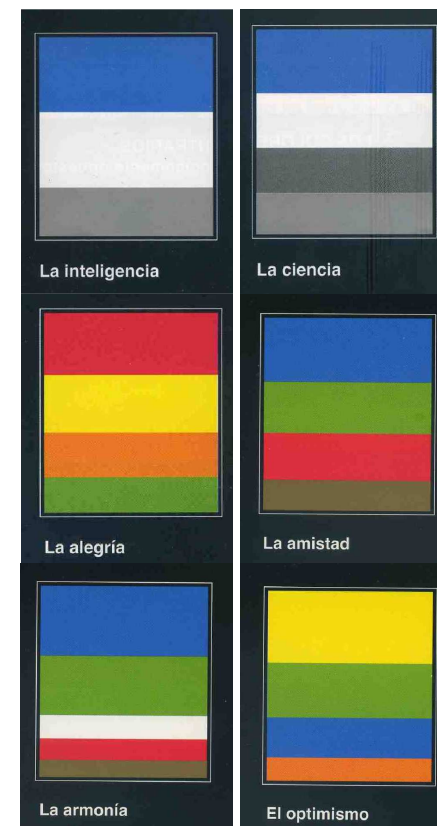 La inteligencia
La ciencia
La alegría
La amistad
La armonía
El optimismo